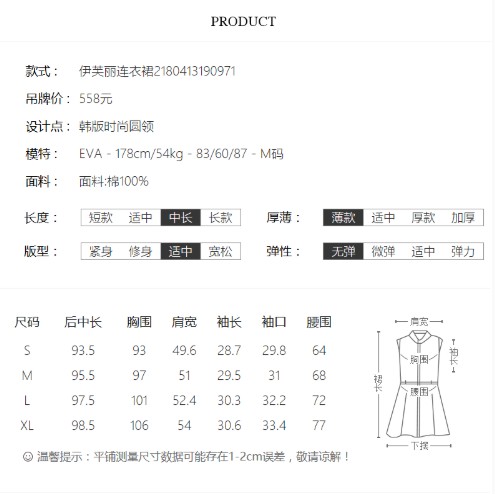 PRODUCT
款式： 伊芙丽连衣裙2180413190971
吊牌价： 558元
设计点： 韩版时尚圆领
模特： EVA - 178cm/54kg - 83/60/87 - M码
面料： 面料:棉100%
长度： 短款 适中 中长 长款 厚薄： 薄款 适中 厚款 加厚
版型： 紧身 修身 适中 宽松 弹性： 无弹 微弹 适中 弹力
尺码 后中长 胸围 肩宽 袖长 袖口 腰围
S 93.5 93 49.6 28.7 29.8 64
M 95.5 97 51 29.5 31 68
L 97.5 101 52.4 30.3 32.2 72
XL 98.5 106 54 30.6 33.4 77
温馨提示：平铺测量尺寸数据可能存在1-2cm误差，敬请谅解！
肩宽
袖长
胸围
裙长
腰围
下摆